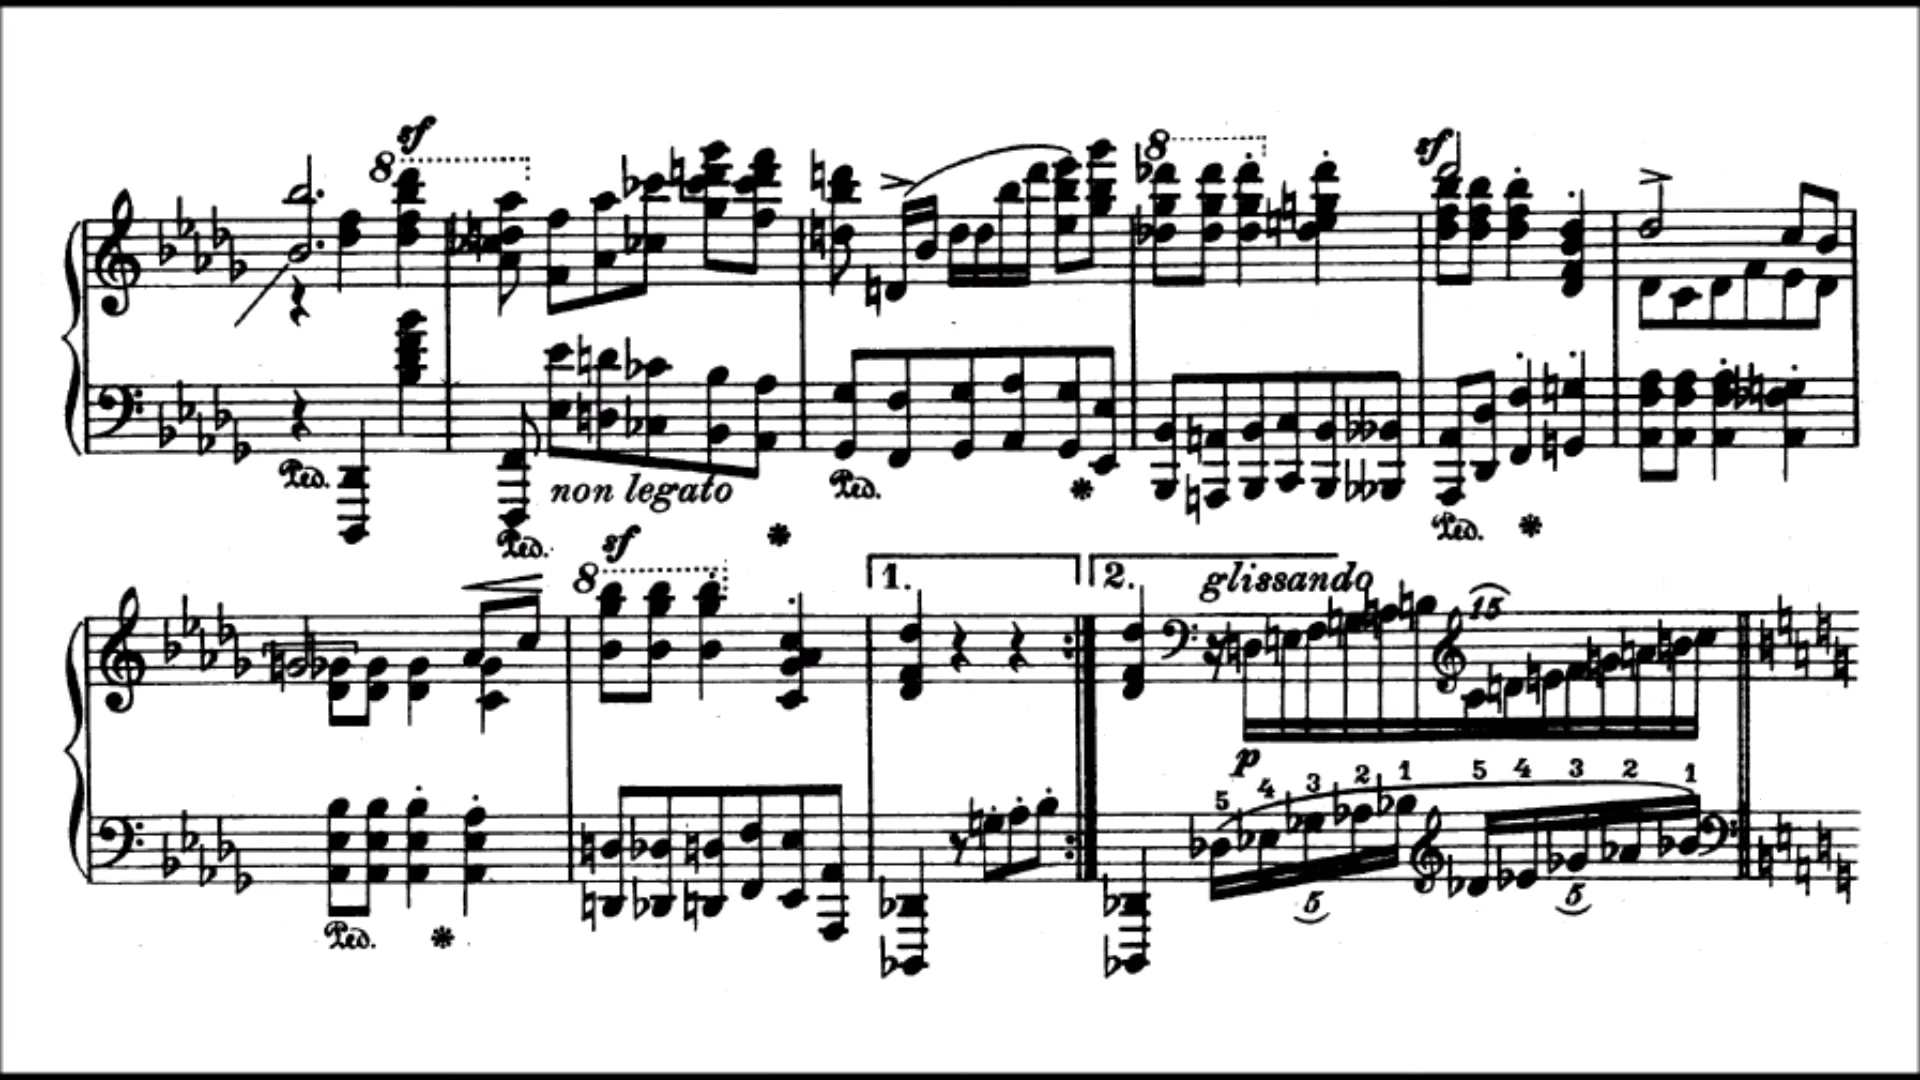 sf
8
8
sf
Ped.
non legato
Ped.
Ped.
Ped.
sf
8
1.
2.
glissando
15
p
5 4 3 2 1 5 4 3 2 1
5
5
Ped.